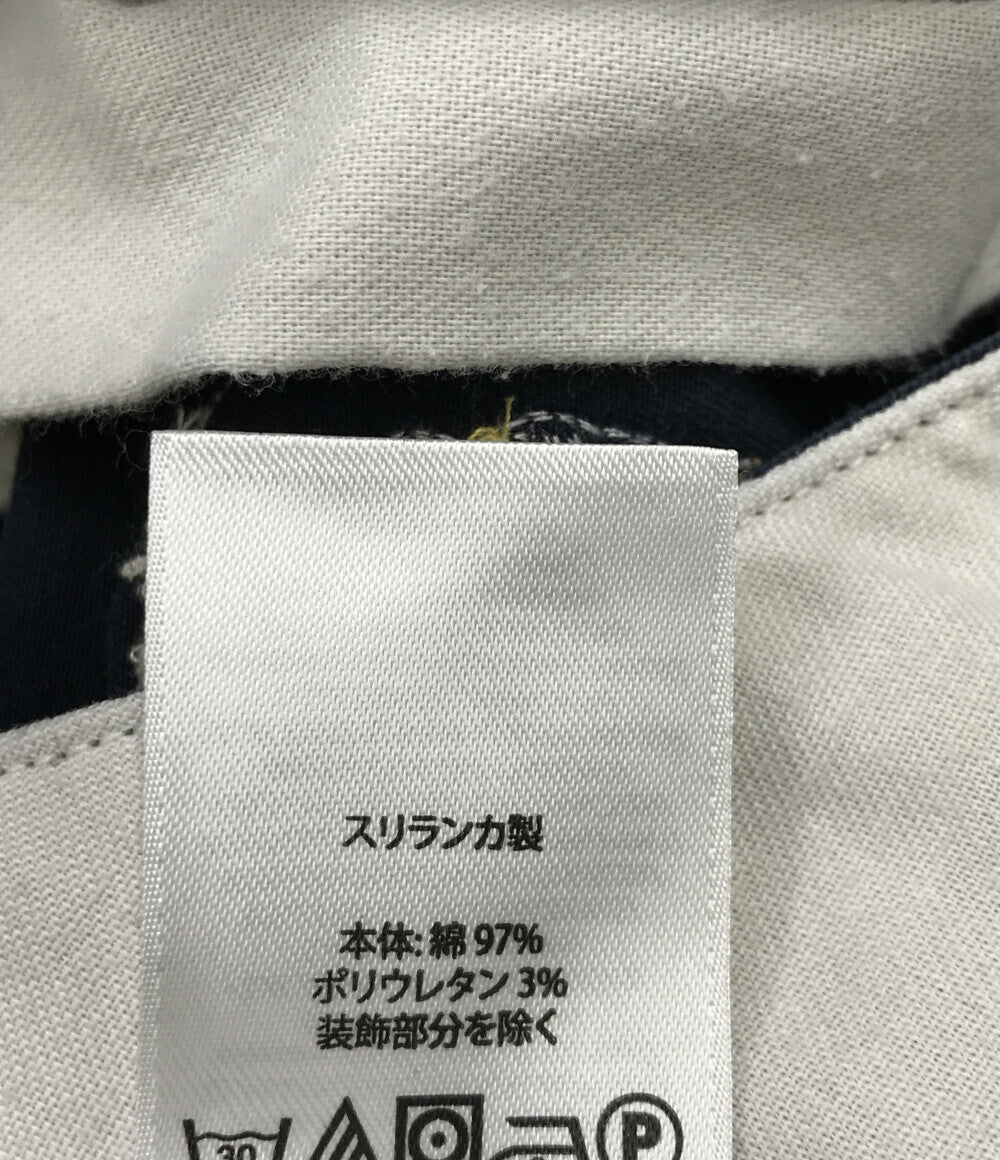 スリランカ製
本体: 綿 97%
ポリウレタン 3%
装飾部分を除く
30
P